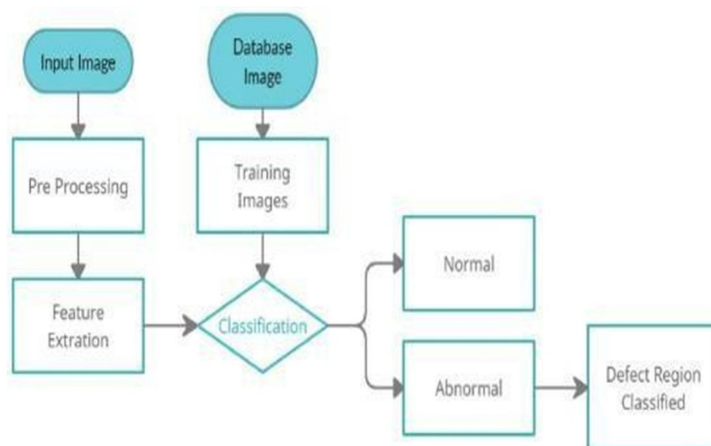 Input Image
Database
Image
Pre Processing
Training
Images
Feature
Extration
Classification
Normal
Abnormal
Defect Region
Classified